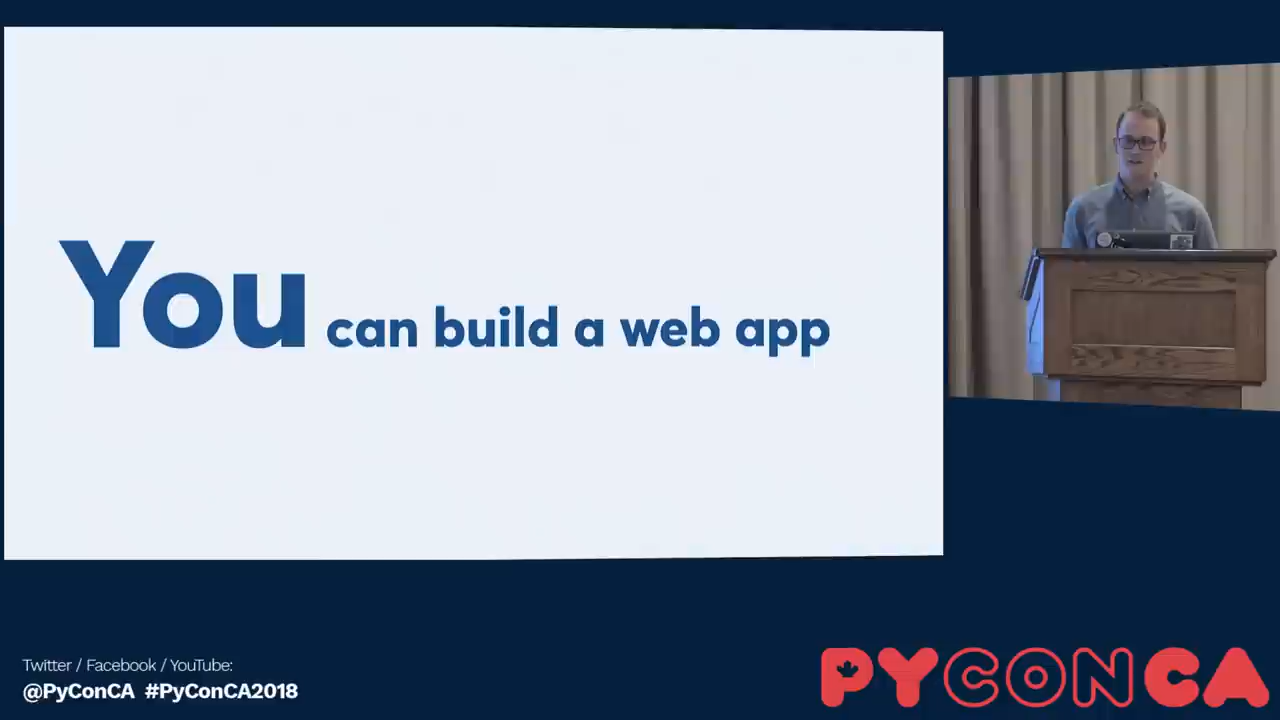 You can build a web app
Twitter / Facebook / YouTube:
@PyConCA #PyConCA2018
PYCONCA